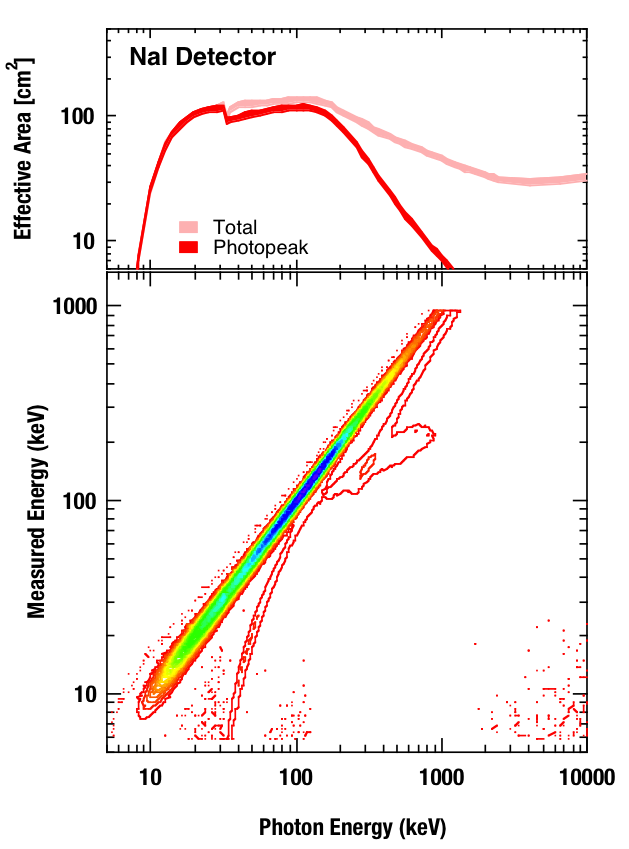 NaI Detector
Effective Area [cm²]
100
10
Total
Photopeak
Measured Energy (keV)
1000
100
10
10
100
1000
10000
Photon Energy (keV)